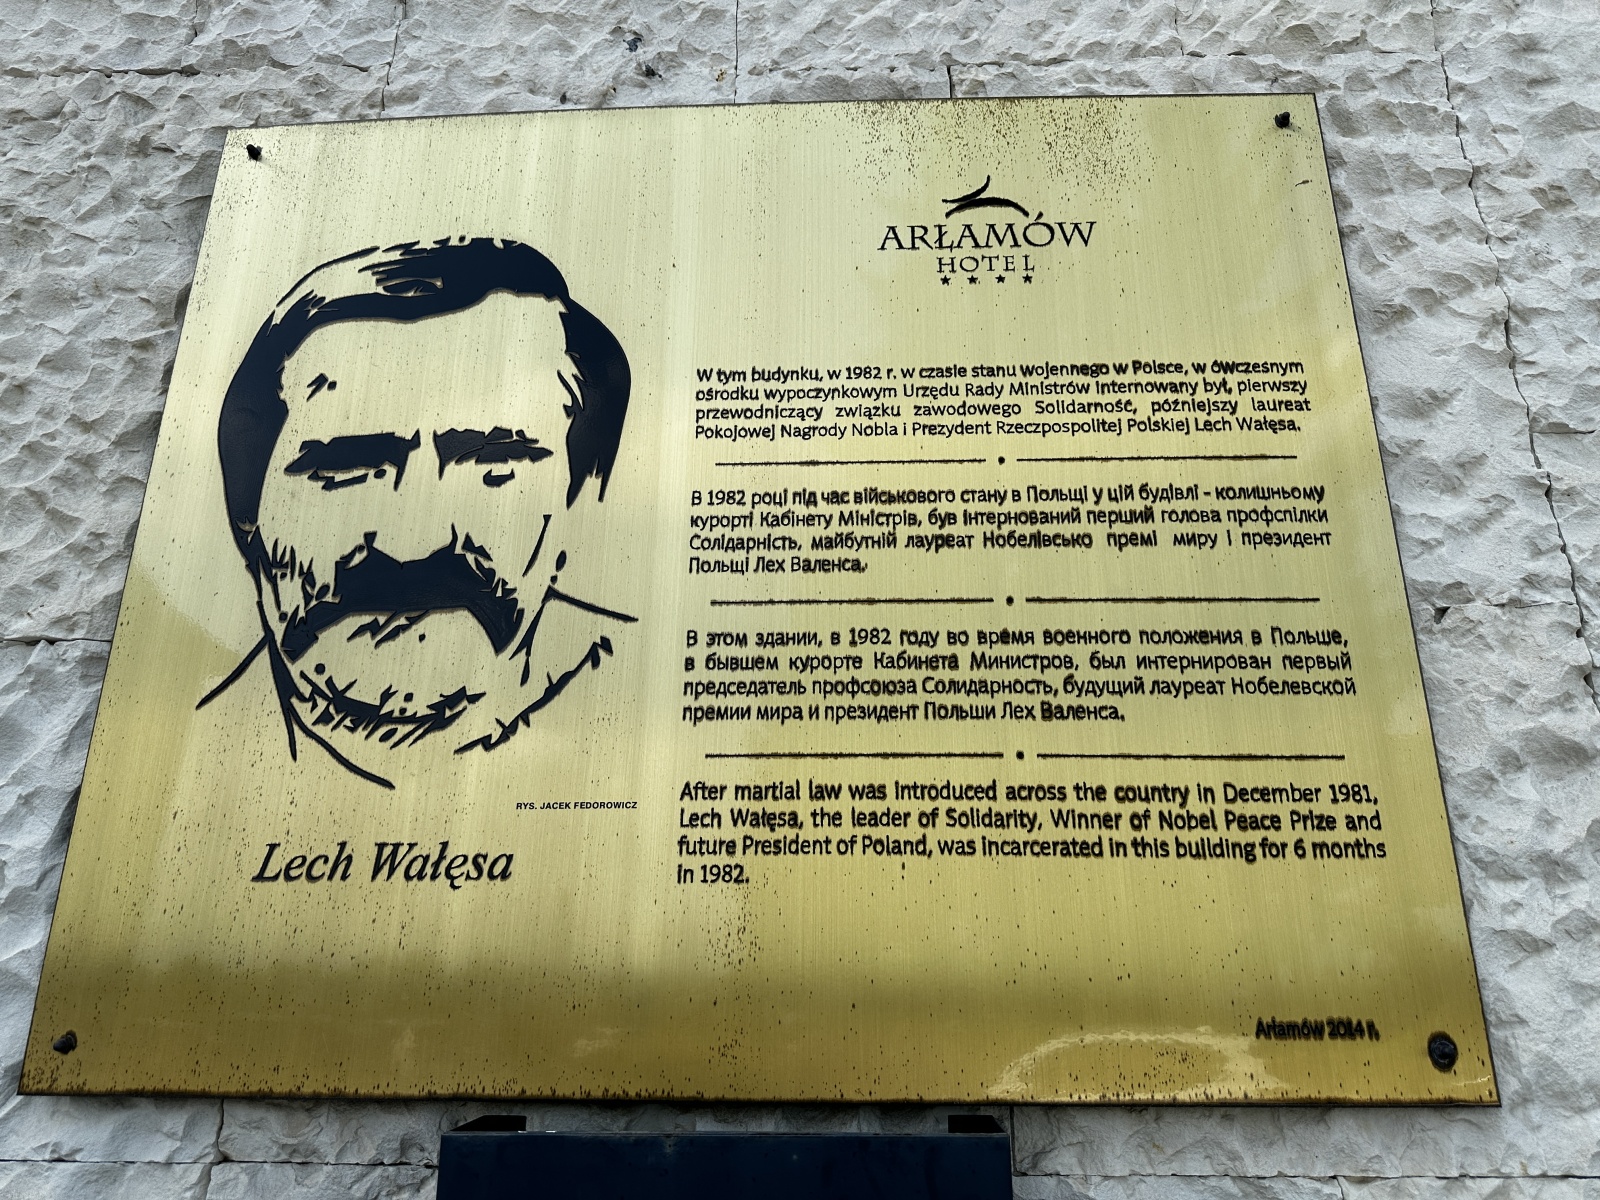 ARŁAMÓW
HOTEL
W tym budynku, w 1982 r. w czasie stanu wojennego w Polsce, w ówczesnym
ośrodku wypoczynkowym Urzędu Rady Ministrów internowany był, pierwszy
przewodniczący związku zawodowego Solidarność, późniejszy laureat
Pokojowej Nagrody Nobla i Prezydent Rzeczpospolitej Polskiej Lech Wałęsa.
В 1982 році під час військового стану в Польщі у цій будівлі - колишньому
курорті Кабінету Міністрів, був інтернований перший голова профспілки
Солідарність, майбутній лауреат Нобелівсько премі миру і президент
Польщі Лех Валенса.
В этом здании, в 1982 году во время военного положения в Польше,
в бывшем курорте Кабинета Министров, был интернирован первый
председатель профсоюза Солидарность, будущий лауреат Нобелевской
премии мира и президент Польши Лех Валенса.
After martial law was introduced across the country in December 1981,
Lech Wałęsa, the leader of Solidarity, Winner of Nobel Peace Prize and
future President of Poland, was incarcerated in this building for 6 months
in 1982.
RYS. JACEK FEDOROWICZ
Lech Wałęsa
Arłamów 2014 r.